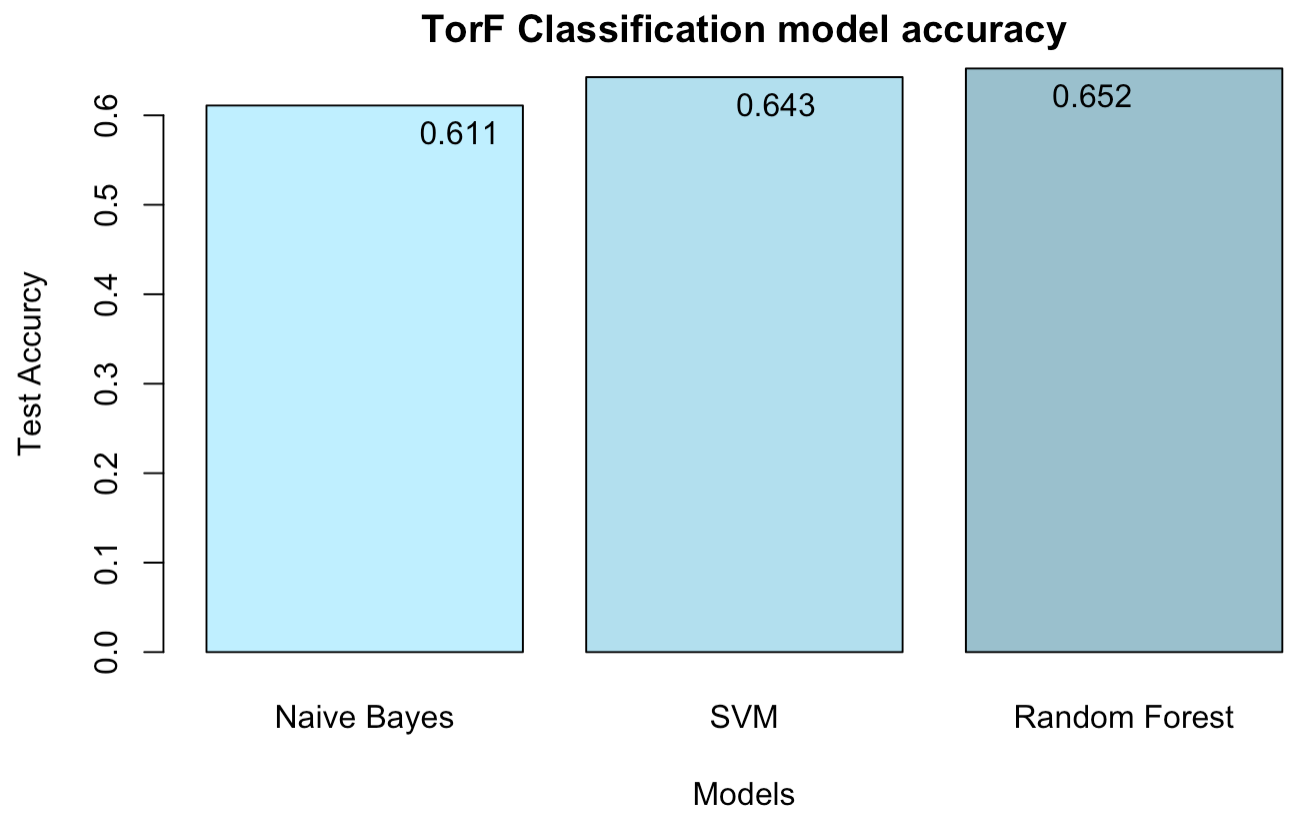 TorF Classification model accuracy
Test Accurcy
0.6
0.5
0.4
0.3
0.2
0.1
0.0
0.611
0.643
0.652
Naive Bayes
SVM
Random Forest
Models